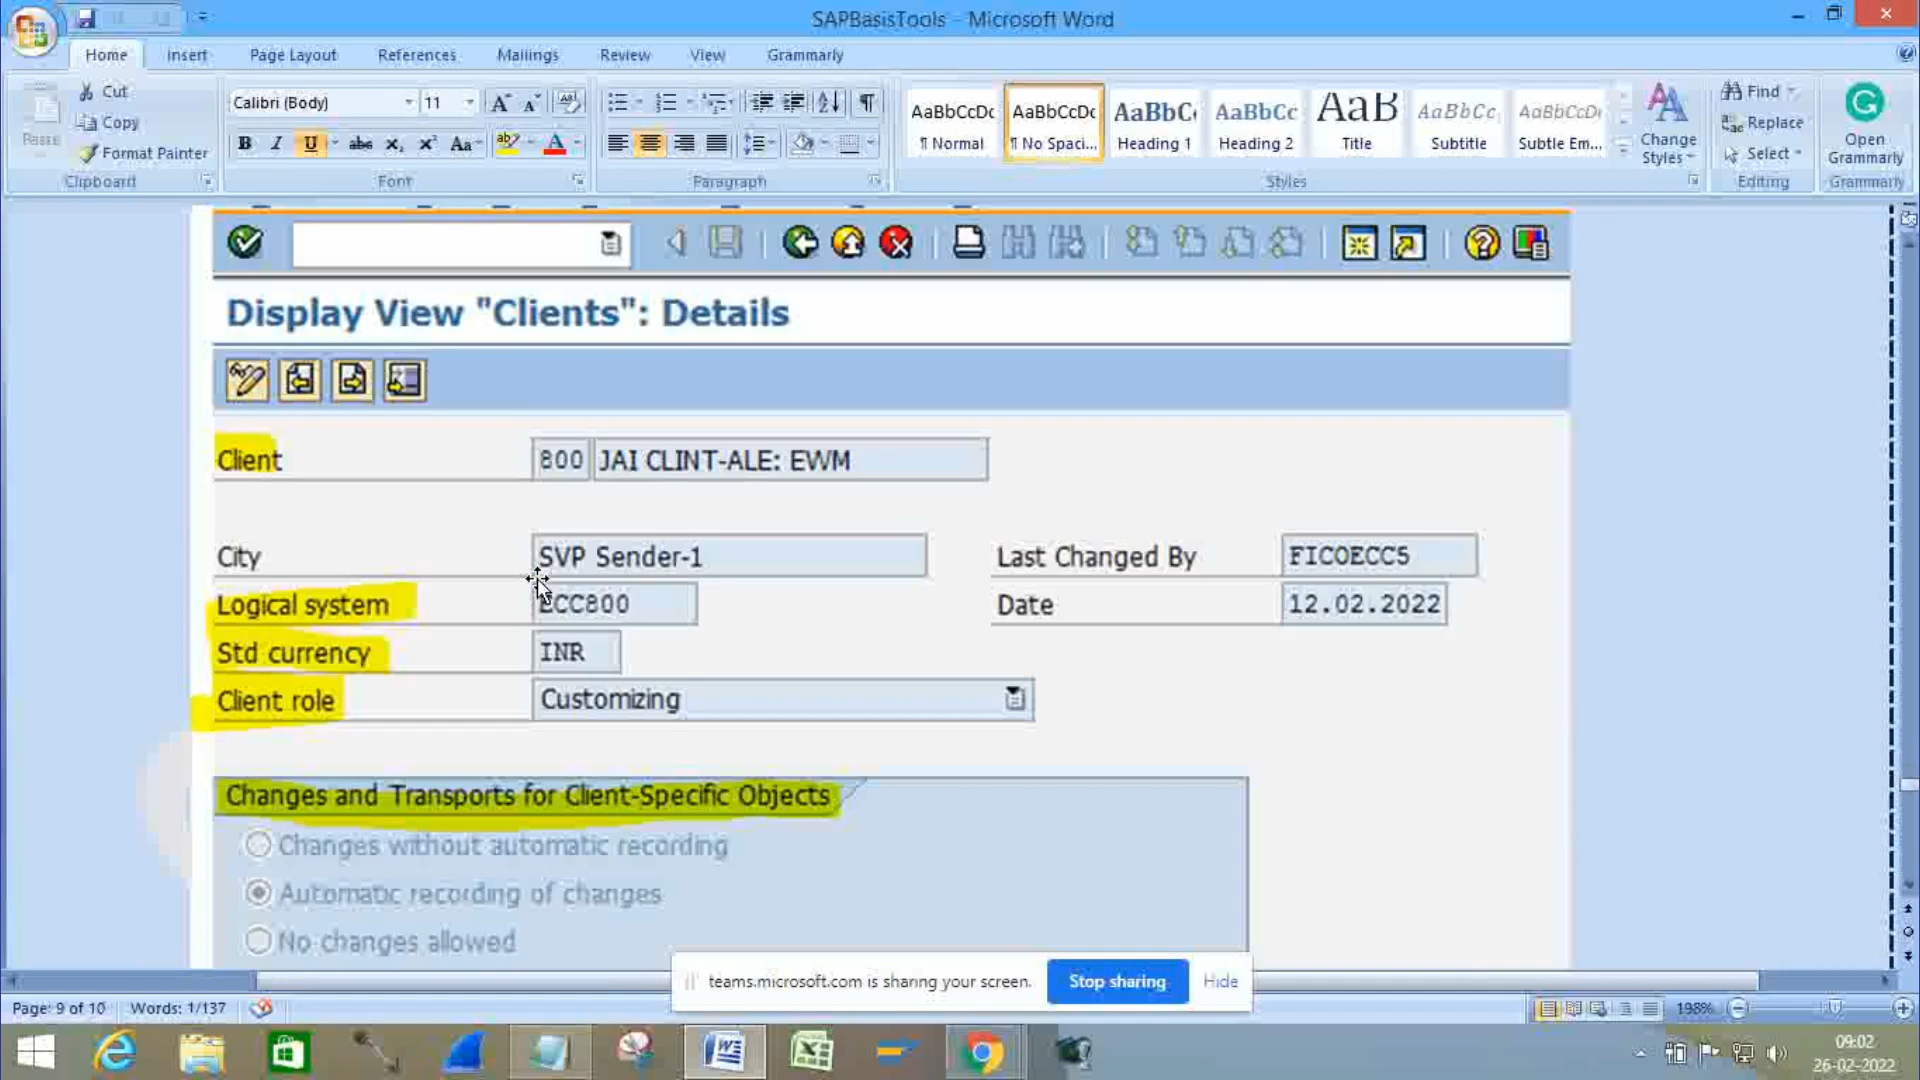 SAPBasisTools - Microsoft Word
Home Insert Page Layout References Mailings Review View Grammarly
Paste Cut Copy Format Painter
Clipboard
Calibri (Body) 11
B I U abc x₂ x² Aa ab A
Font
Paragraph
AaBbCcDc AaBbCcDc AaBbC AaBbCc AaB AaBbCc AaBbCcDi
¶ Normal ¶ No Spaci... Heading 1 Heading 2 Title Subtitle Subtle Em...
Change Styles
Styles
Find
Replace
Select
Editing
Open Grammarly
Grammarly
Display View "Clients": Details
Client 800 JAI CLINT-ALE: EWM
City SVP Sender-1 Last Changed By FICOECC5
Logical system ECC800 Date 12.02.2022
Std currency INR
Client role Customizing
Changes and Transports for Client-Specific Objects
Changes without automatic recording
Automatic recording of changes
No changes allowed
teams.microsoft.com is sharing your screen. Stop sharing Hide
Page: 9 of 10 Words: 1/137 198%
09:02
26-02-2022